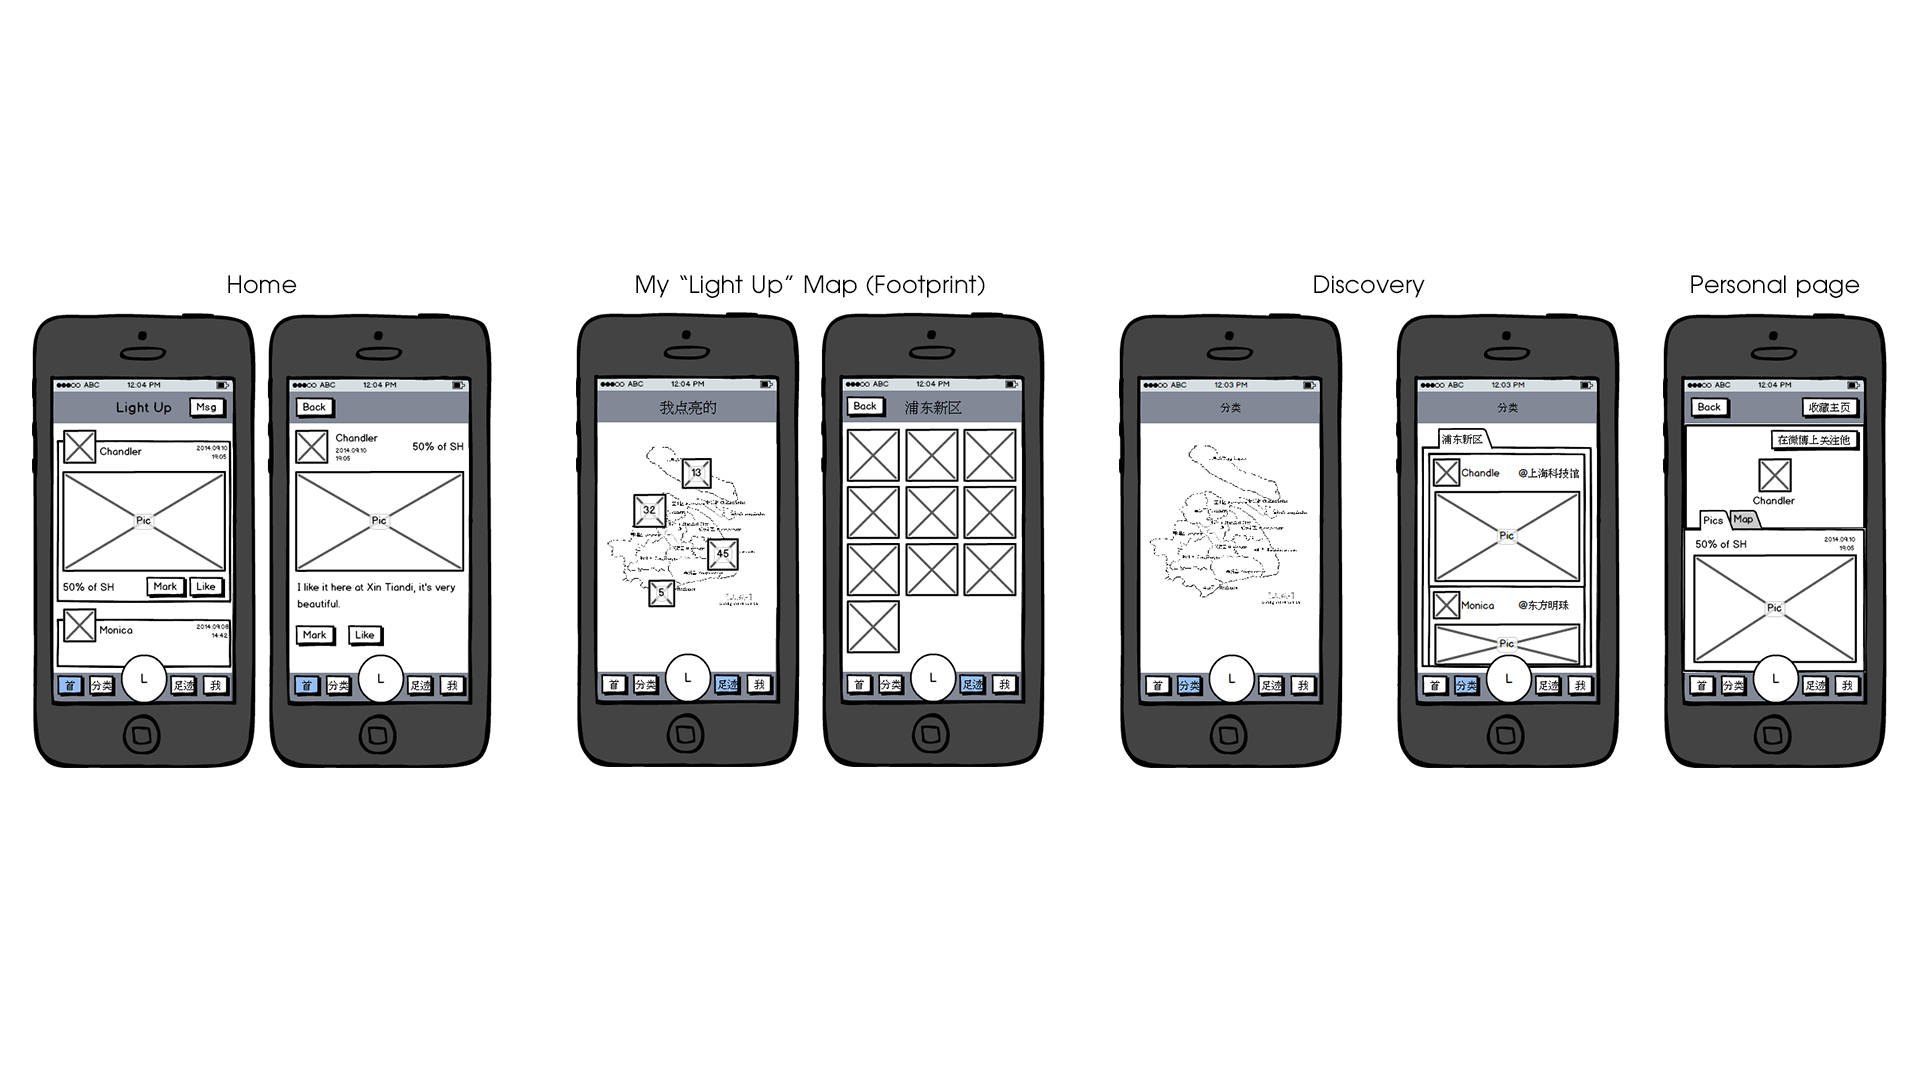 Home
My “Light Up” Map (Footprint)
Discovery
Personal page
ABC 12:04 PM
Light Up Msg
Chandler 2014.09.10
19:05
Pic
50% of SH Mark Like
Monica 2014.09.08
14:42
首 分类 L 足迹 我
ABC 12:04 PM
Back
Chandler
2014.09.10
19:05
50% of SH
Pic
I like it here at Xin Tiandi, it's very
beautiful.
Mark Like
首 分类 L 足迹 我
ABC 12:04 PM
我点亮的
13
32
45
5
首 分类 L 足迹 我
ABC 12:04 PM
Back 浦东新区
首 分类 L 足迹 我
ABC 12:03 PM
分类
首 分类 L 足迹 我
ABC 12:03 PM
分类
浦东新区
Chandle @上海科技馆
Pic
Monica @东方明珠
Pic
首 分类 L 足迹 我
ABC 12:04 PM
Back 收藏主页
在微博上关注他
Chandler
Pics Map
50% of SH 2014.09.10
19:05
Pic
首 分类 L 足迹 我